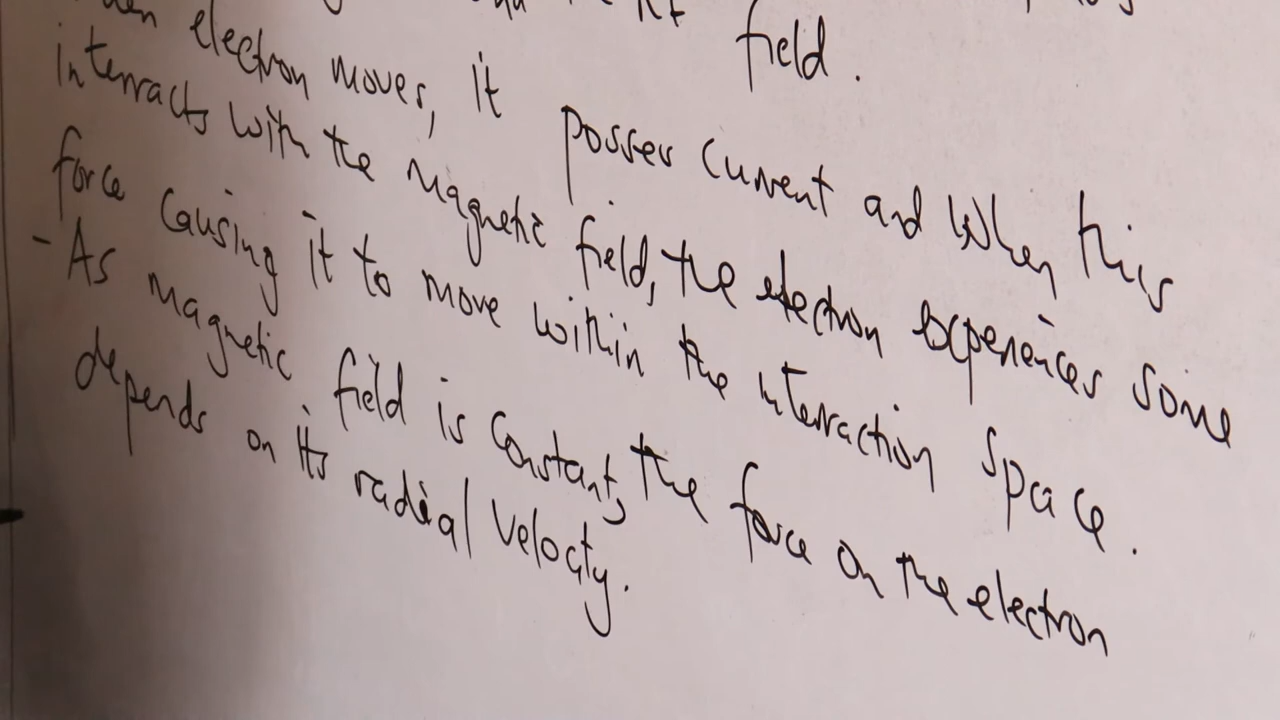 field.
electron moves, it posses current and when this
interracts with the magnetic field, the electron experiences some
force causing it to move within the interraction space.
- As magnetic field is constant, the force on the electron
depends on its radial velocity.